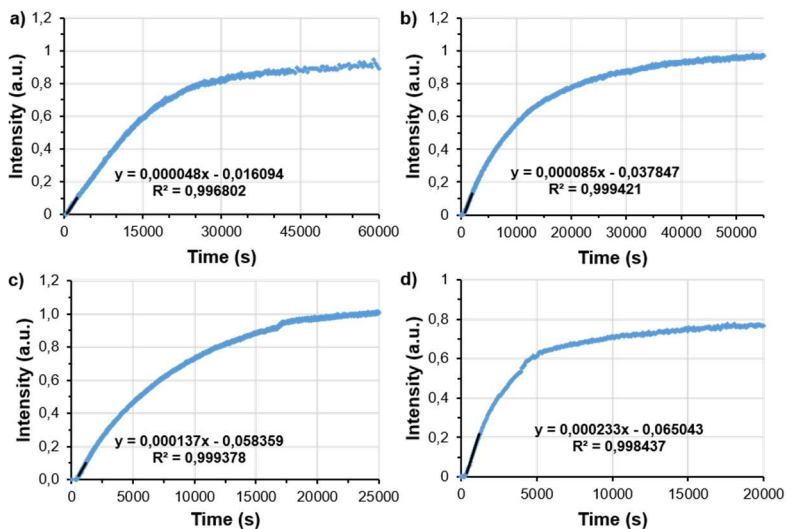 a)
1,2
1
0,8
0,6
0,4
0,2
0
Intensity (a.u.)
y = 0,000048x - 0,016094
R² = 0,996802
0 15000 30000 45000 60000
Time (s)
b)
1,2
1
0,8
0,6
0,4
0,2
0
Intensity (a.u.)
y = 0,000085x - 0,037847
R² = 0,999421
0 10000 20000 30000 40000 50000
Time (s)
c)
1,2
1,0
0,8
0,6
0,4
0,2
0,0
Intensity (a.u.)
y = 0,000137x - 0,058359
R² = 0,999378
0 5000 10000 15000 20000 25000
Time (s)
d)
1
0,8
0,6
0,4
0,2
0
Intensity (a.u.)
y = 0,000233x - 0,065043
R² = 0,998437
0 5000 10000 15000 20000
Time (s)